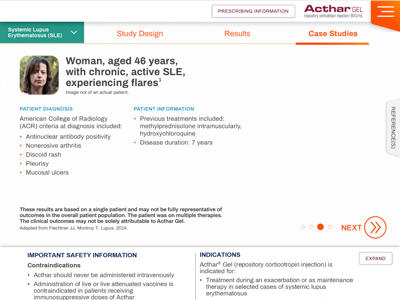 PRESCRIBING INFORMATION
Acthar GEL
repository corticotropin injection 80 U/mL
Systemic Lupus
Erythematosus (SLE)
Study Design
Results
Case Studies
Woman, aged 46 years,
with chronic, active SLE,
experiencing flares1
Image not of an actual patient.
PATIENT DIAGNOSIS
American College of Radiology
(ACR) criteria at diagnosis included:
• Antinuclear antibody positivity
• Nonerosive arthritis
• Discoid rash
• Pleurisy
• Mucosal ulcers
PATIENT INFORMATION
• Previous treatments included:
methylprednisolone intramuscularly,
hydroxychloroquine
• Disease duration: 7 years
REFERENCE(S)
These results are based on a single patient and may not be fully representative of
outcomes in the overall patient population. The patient was on multiple therapies.
The clinical outcomes may not be solely attributable to Acthar Gel.
Adapted from Fiechtner JJ, Montroy T. Lupus. 2014.
NEXT
IMPORTANT SAFETY INFORMATION
Contraindications
• Acthar should never be administered intravenously
• Administration of live or live attenuated vaccines is
contraindicated in patients receiving
immunosuppressive doses of Acthar
INDICATIONS
Acthar® Gel (repository corticotropin injection) is
indicated for:
• Treatment during an exacerbation or as maintenance
therapy in selected cases of systemic lupus
erythematosus
EXPAND